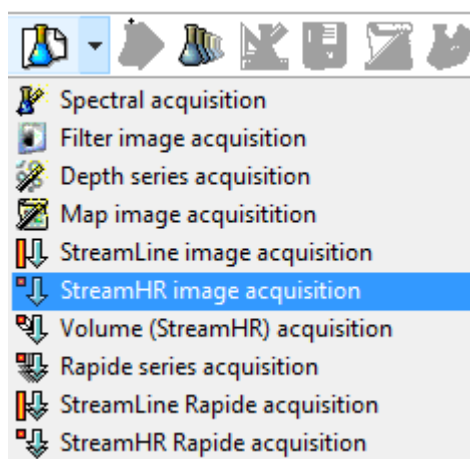 Spectral acquisition
Filter image acquisition
Depth series acquisition
Map image acquisitition
StreamLine image acquisition
StreamHR image acquisition
Volume (StreamHR) acquisition
Rapide series acquisition
StreamLine Rapide acquisition
StreamHR Rapide acquisition